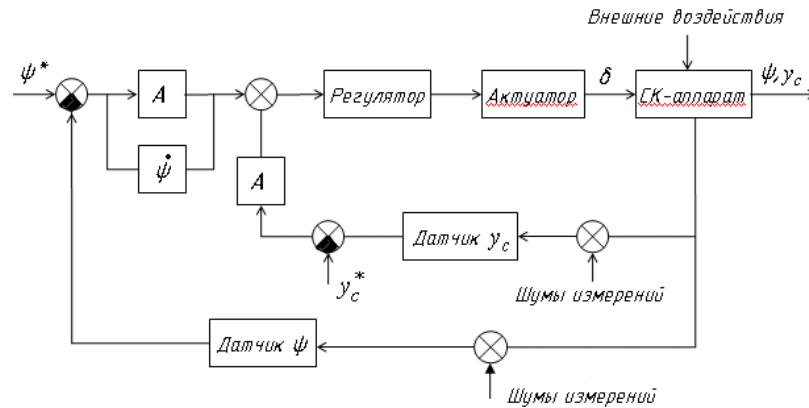 Внешние воздействия
ψ*
A
Регулятор
Актуатор
δ
СК-аппарат
ψ, y_c
ψ̇
A
Датчик y_c
y_c*
Шумы измерений
Датчик ψ
Шумы измерений